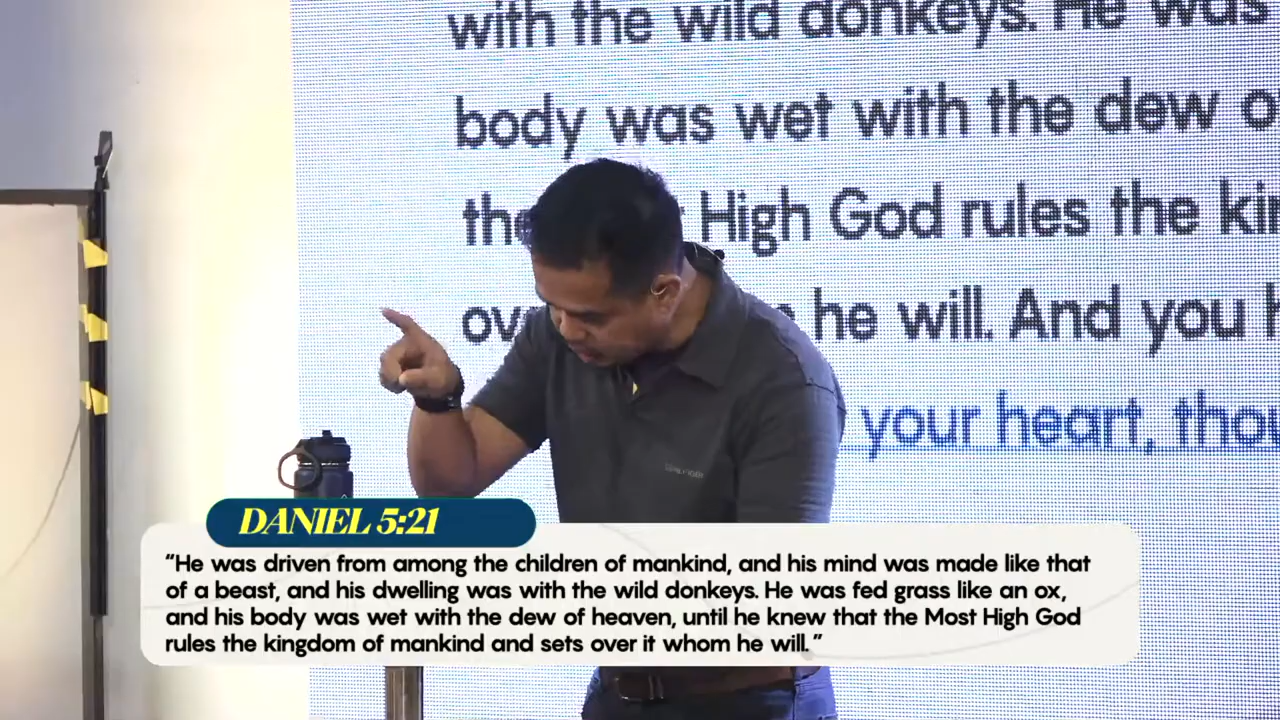 with the wild donkeys. He was
body was wet with the dew o
the High God rules the kin
ov he will. And you h
your heart, thou
DANIEL 5:21
"He was driven from among the children of mankind, and his mind was made like that
of a beast, and his dwelling was with the wild donkeys. He was fed grass like an ox,
and his body was wet with the dew of heaven, until he knew that the Most High God
rules the kingdom of mankind and sets over it whom he will."